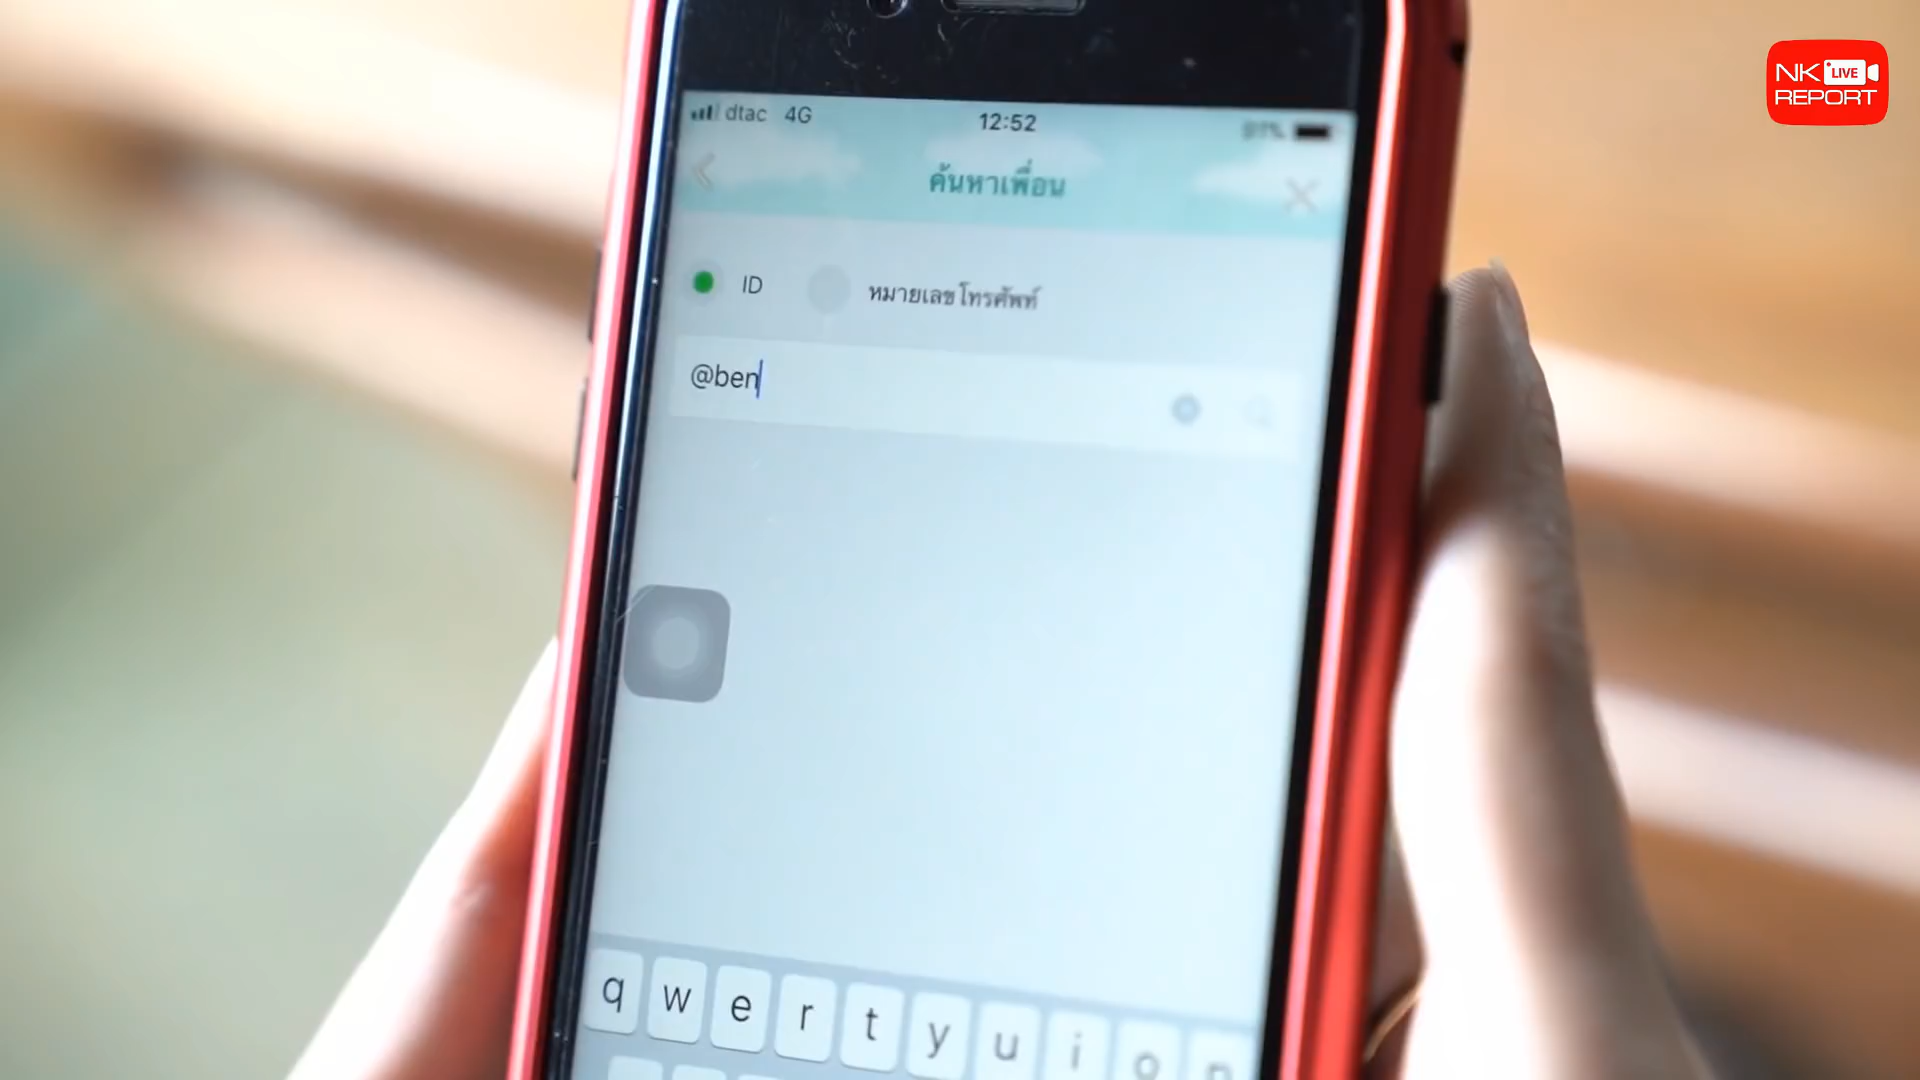 NK LIVE
REPORT
dtac 4G 12:52
ค้นหาเพื่อน
ID หมายเลขโทรศัพท์
@ben
q w e r t y u i o p